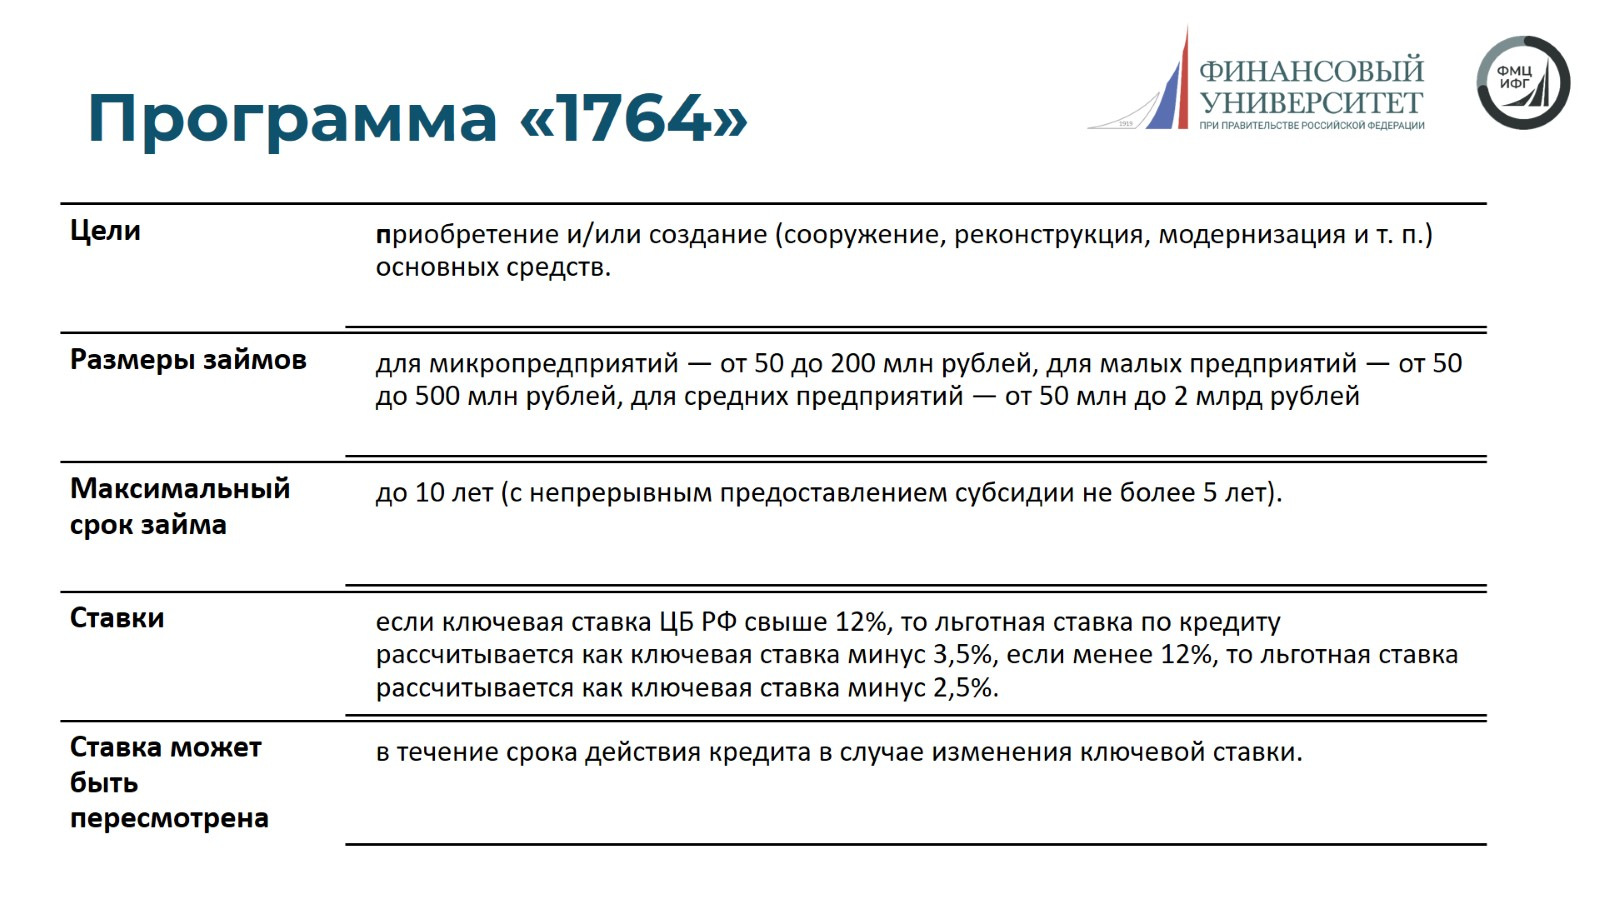 ФИНАНСОВЫЙ
УНИВЕРСИТЕТ
ПРИ ПРАВИТЕЛЬСТВЕ РОССИЙСКОЙ ФЕДЕРАЦИИ
1919
ФМЦ
ИФГ
Программа «1764»
Цели
приобретение и/или создание (сооружение, реконструкция, модернизация и т. п.)
основных средств.
Размеры займов
для микропредприятий — от 50 до 200 млн рублей, для малых предприятий — от 50
до 500 млн рублей, для средних предприятий — от 50 млн до 2 млрд рублей
Максимальный
срок займа
до 10 лет (с непрерывным предоставлением субсидии не более 5 лет).
Ставки
если ключевая ставка ЦБ РФ свыше 12%, то льготная ставка по кредиту
рассчитывается как ключевая ставка минус 3,5%, если менее 12%, то льготная ставка
рассчитывается как ключевая ставка минус 2,5%.
Ставка может
быть
пересмотрена
в течение срока действия кредита в случае изменения ключевой ставки.